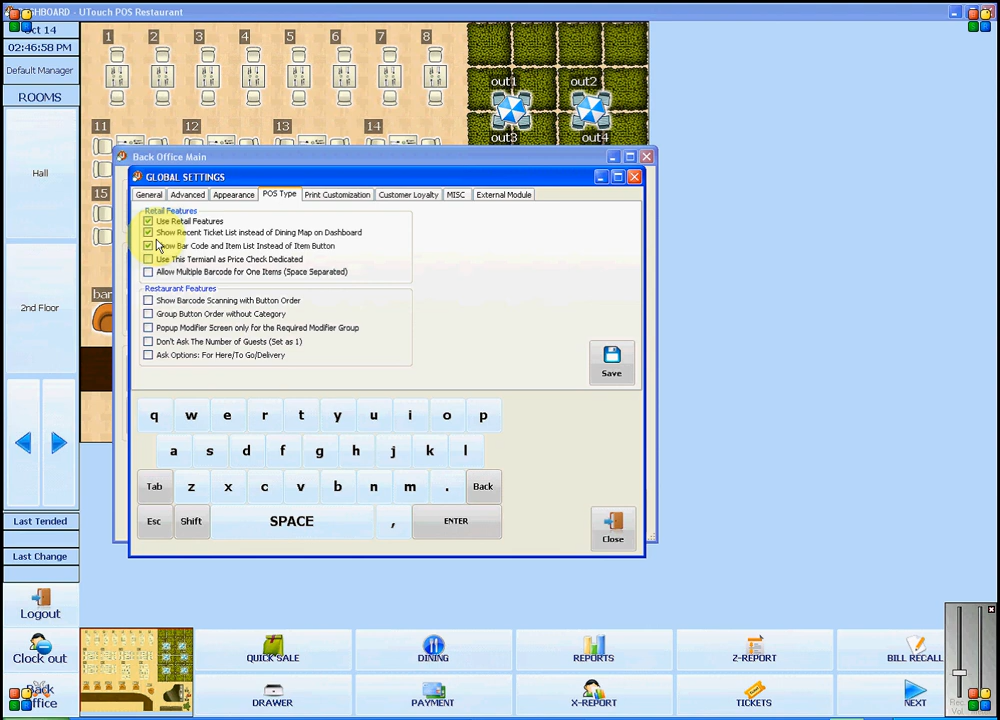 DASHBOARD - UTouch POS Restaurant
Oct 14
02:46:58 PM
Default Manager
ROOMS
Hall
2nd Floor
Last Tended
Last Change
Logout
Clock out
Back
Office
1 2 3 4 5 6 7 8
out1 out2
out3 out4
11 12 13 14
15
bar
Back Office Main
GLOBAL SETTINGS
General Advanced Appearance POS Type Print Customization Customer Loyalty MISC External Module
Retail Features
Use Retail Features
Show Recent Ticket List instead of Dining Map on Dashboard
Show Bar Code and Item List Instead of Item Button
Use This Termianl as Price Check Dedicated
Allow Multiple Barcode for One Items (Space Separated)
Restaurant Features
Show Barcode Scanning with Button Order
Group Button Order without Category
Popup Modifier Screen only for the Required Modifier Group
Don't Ask The Number of Guests (Set as 1)
Ask Options: For Here/To Go/Delivery
Save
q w e r t y u i o p
a s d f g h j k l
Tab z x c v b n m . Back
Esc Shift SPACE , ENTER
Close
QUICK SALE DINING REPORTS Z-REPORT BILL RECALL
DRAWER PAYMENT X-REPORT TICKETS NEXT
Rec
Vol